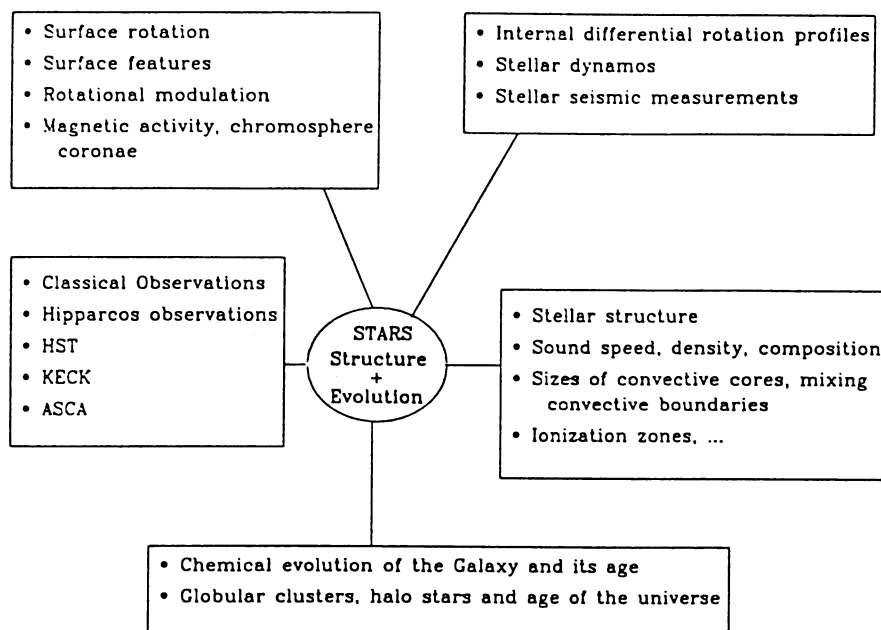 • Surface rotation
• Surface features
• Rotational modulation
• Magnetic activity, chromosphere
coronae
• Internal differential rotation profiles
• Stellar dynamos
• Stellar seismic measurements
• Classical Observations
• Hipparcos observations
• HST
• KECK
• ASCA
STARS
Structure
+
Evolution
• Stellar structure
• Sound speed, density, composition
• Sizes of convective cores, mixing
convective boundaries
• Ionization zones, ...
• Chemical evolution of the Galaxy and its age
• Globular clusters, halo stars and age of the universe